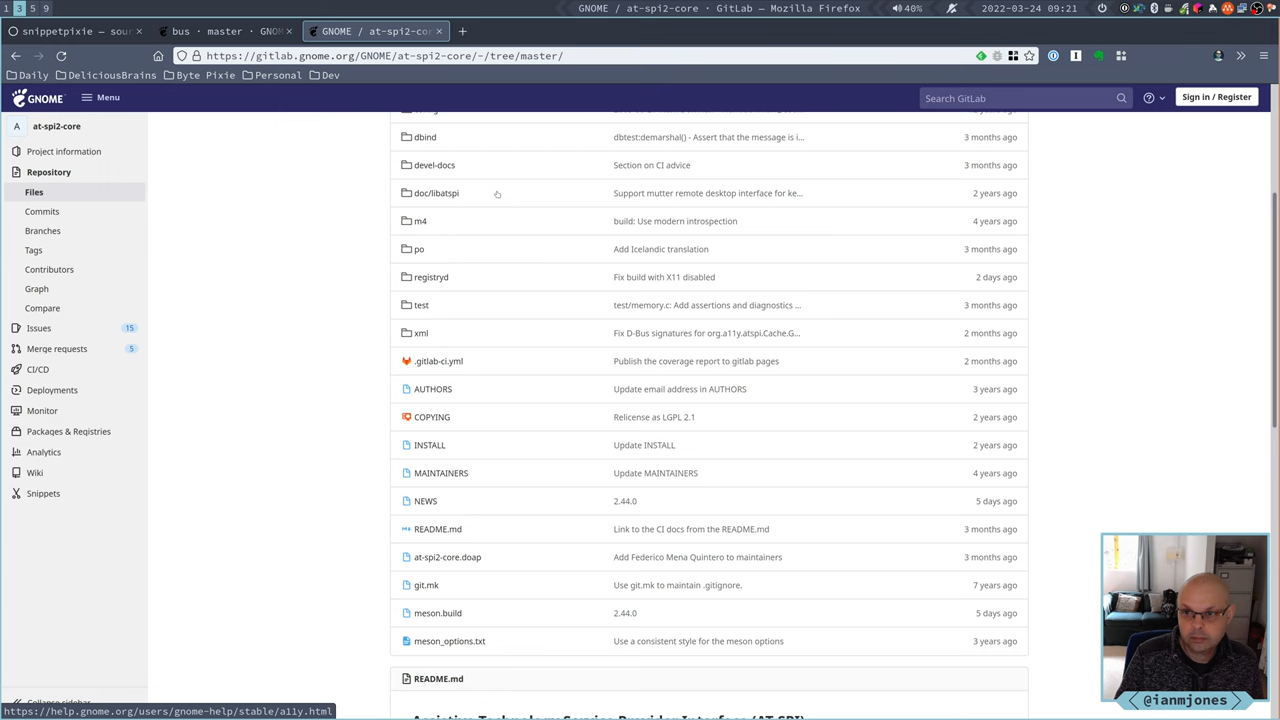 1 3 5 9
GNOME / at-spi2-core · GitLab — Mozilla Firefox
40%
2022-03-24 09:21
snippetpixie — sour
bus · master · GNOM
GNOME / at-spi2-cor
https://gitlab.gnome.org/GNOME/at-spi2-core/-/tree/master/
Daily DeliciousBrains Byte Pixie Personal Dev
GNOME Menu
Search GitLab
Sign in / Register
A at-spi2-core
Project information
Repository
Files
Commits
Branches
Tags
Contributors
Graph
Compare
Issues 15
Merge requests 5
CI/CD
Deployments
Monitor
Packages & Registries
Analytics
Wiki
Snippets
Collapse sidebar
dbind dbtest:demarshal() - Assert that the message is i... 3 months ago
devel-docs Section on CI advice 3 months ago
doc/libatspi Support mutter remote desktop interface for ke... 2 years ago
m4 build: Use modern introspection 4 years ago
po Add Icelandic translation 3 months ago
registryd Fix build with X11 disabled 2 days ago
test test/memory.c: Add assertions and diagnostics ... 3 months ago
xml Fix D-Bus signatures for org.a11y.atspi.Cache.G... 2 months ago
.gitlab-ci.yml Publish the coverage report to gitlab pages 2 months ago
AUTHORS Update email address in AUTHORS 3 years ago
COPYING Relicense as LGPL 2.1 2 years ago
INSTALL Update INSTALL 2 years ago
MAINTAINERS Update MAINTAINERS 4 years ago
NEWS 2.44.0 5 days ago
README.md Link to the CI docs from the README.md 3 months ago
at-spi2-core.doap Add Federico Mena Quintero to maintainers 3 months ago
git.mk Use git.mk to maintain .gitignore. 7 years ago
meson.build 2.44.0 5 days ago
meson_options.txt Use a consistent style for the meson options 3 years ago
README.md
Assistive Technology Service Provider Interface (AT-SPI)
https://help.gnome.org/users/gnome-help/stable/a11y.html
@ianmjones